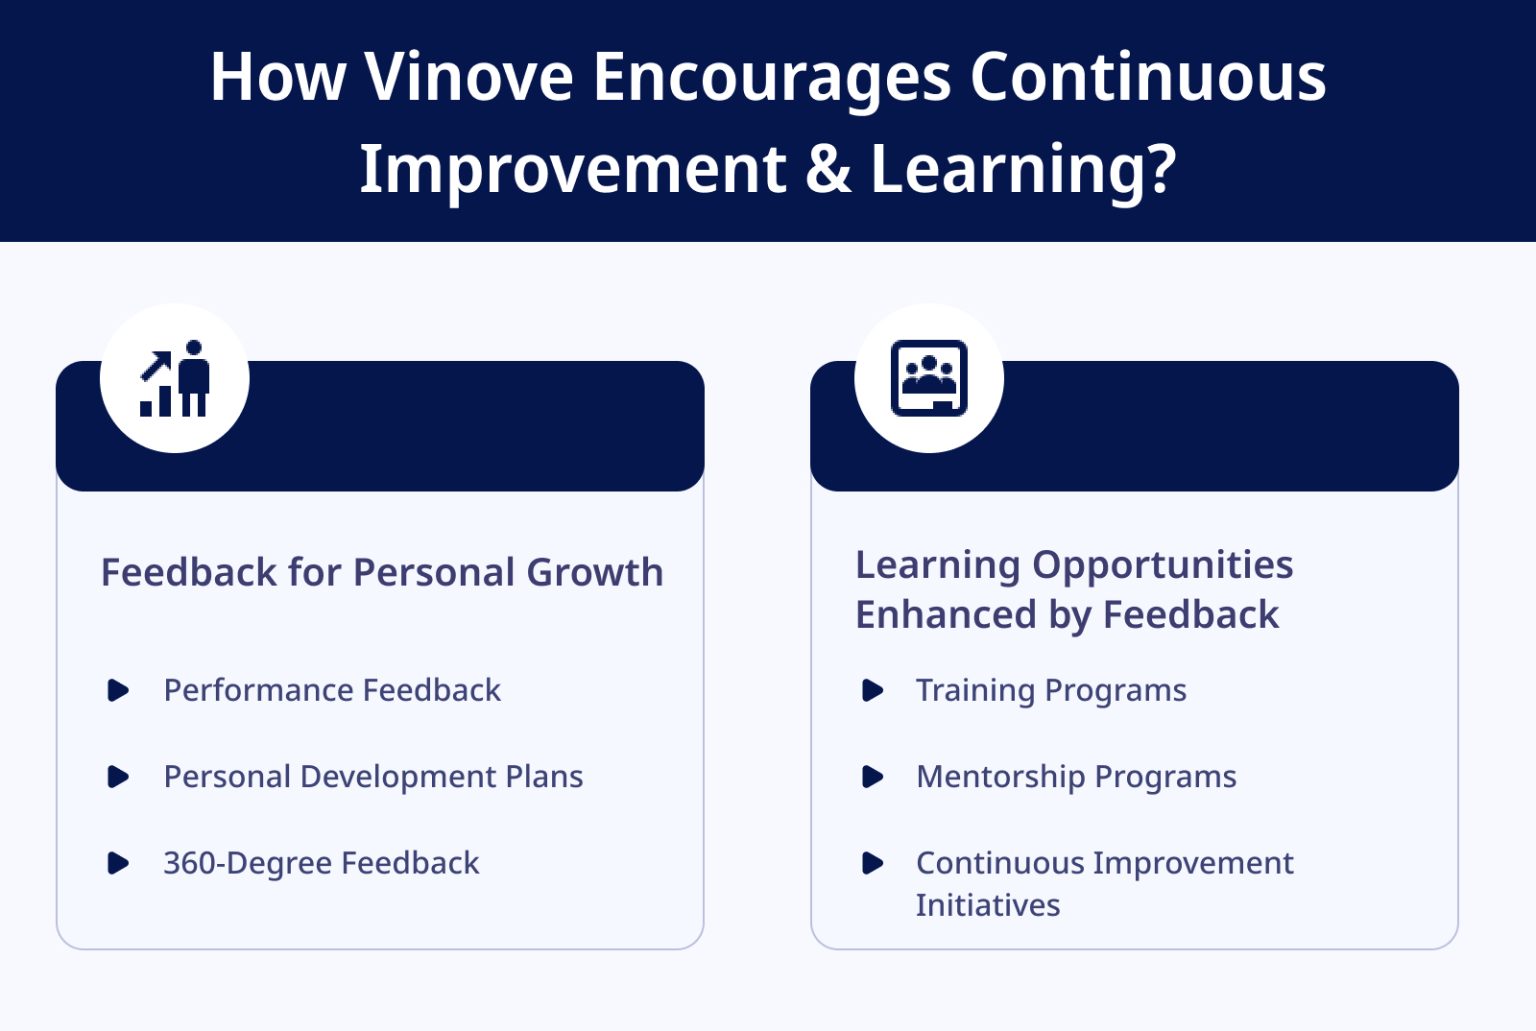 How Vinove Encourages Continuous
Improvement & Learning?
Feedback for Personal Growth
Performance Feedback
Personal Development Plans
360-Degree Feedback
Learning Opportunities
Enhanced by Feedback
Training Programs
Mentorship Programs
Continuous Improvement
Initiatives